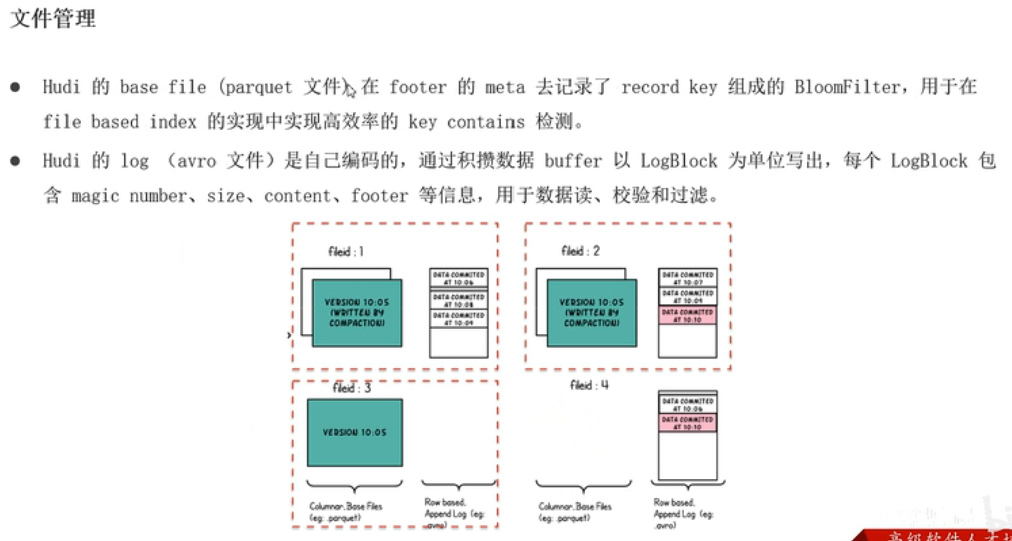 文件管理
● Hudi 的 base file (parquet 文件) 在 footer 的 meta 去记录了 record key 组成的 BloomFilter，用于在
file based index 的实现中实现高效率的 key contains 检测。
● Hudi 的 log （avro 文件）是自己编码的，通过积攒数据 buffer 以 LogBlock 为单位写出，每个 LogBlock 包
含 magic number、size、content、footer 等信息，用于数据读、校验和过滤。
fileid : 1
VERSION 10:05
(WRITTEN BY
COMPACTION)
DATA COMMITED
AT 10:06
DATA COMMITED
AT 10:08
DATA COMMITED
AT 10:09
fileid : 2
VERSION 10:05
(WRITTEN BY
COMPACTION)
DATA COMMITED
AT 10:07
DATA COMMITED
AT 10:09
DATA COMMITED
AT 10:10
fileid : 3
VERSION 10:05
fileid : 4
DATA COMMITED
AT 10:06
DATA COMMITED
AT 10:10
Columnar, Base Files
(eg: .parquet)
Row based,
Append Log (eg:
.avro)
Columnar, Base Files
(eg: .parquet)
Row based,
Append Log (eg:
.avro)
高级软件人才